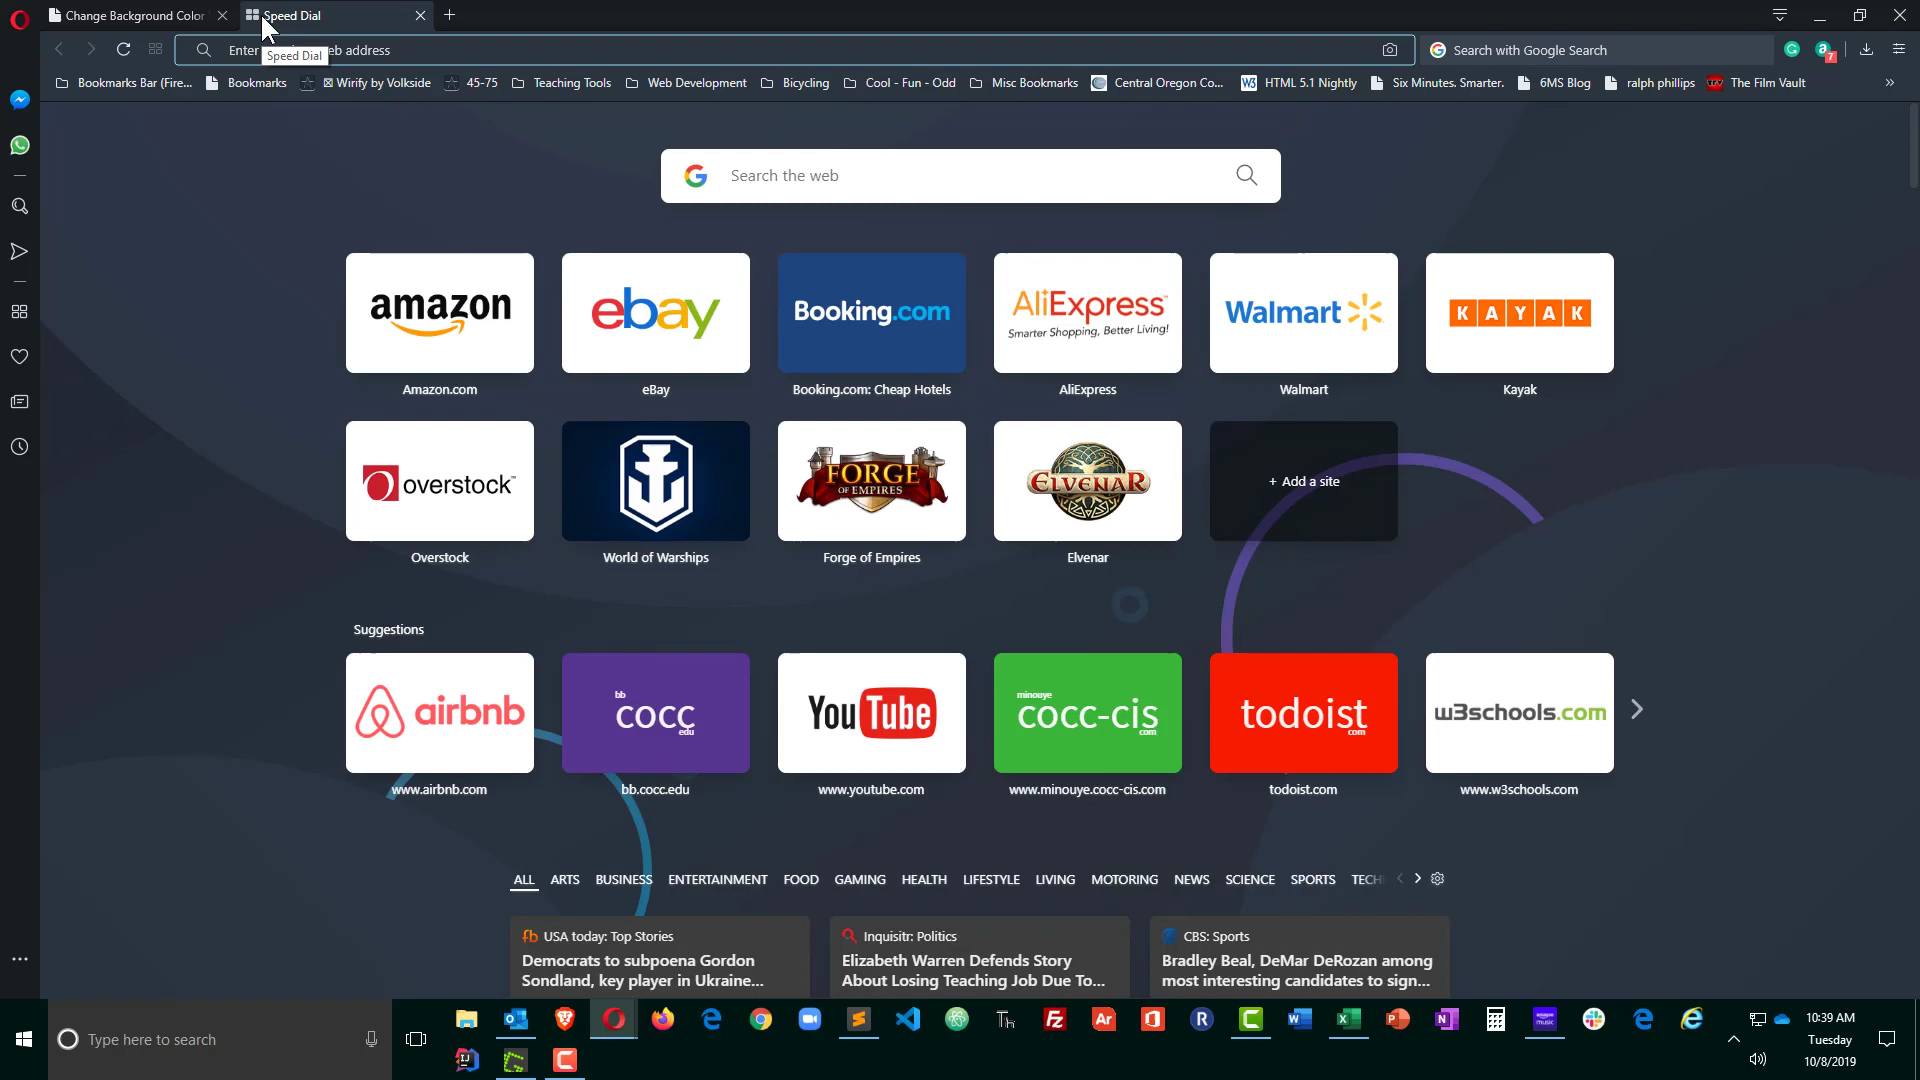 Change Background Color
Speed Dial
Enter
eb address
Search with Google Search
7
Speed Dial
Bookmarks Bar (Fire...
Bookmarks
Wirify by Volkside
45-75
Teaching Tools
Web Development
Bicycling
Cool - Fun - Odd
Misc Bookmarks
Central Oregon Co...
W3
HTML 5.1 Nightly
Six Minutes. Smarter.
6MS Blog
ralph phillips
The Film Vault
»
Search the web
amazon
ebay
Booking.com
AliExpress
Smarter Shopping, Better Living!
Walmart
KAYAK
Amazon.com
eBay
Booking.com: Cheap Hotels
AliExpress
Walmart
Kayak
overstock
FORGE
OF EMPIRES
ELVENAR
+ Add a site
Overstock
World of Warships
Forge of Empires
Elvenar
Suggestions
airbnb
bb
cocc
edu
YouTube
minouye
cocc-cis
com
todoist
com
w3schools.com
www.airbnb.com
bb.cocc.edu
www.youtube.com
www.minouye.cocc-cis.com
todoist.com
www.w3schools.com
ALL ARTS BUSINESS ENTERTAINMENT FOOD GAMING HEALTH LIFESTYLE LIVING MOTORING NEWS SCIENCE SPORTS TECH
USA today: Top Stories
Democrats to subpoena Gordon
Sondland, key player in Ukraine...
Inquisitr: Politics
Elizabeth Warren Defends Story
About Losing Teaching Job Due To...
CBS: Sports
Bradley Beal, DeMar DeRozan among
most interesting candidates to sign...
Type here to search
10:39 AM
Tuesday
10/8/2019